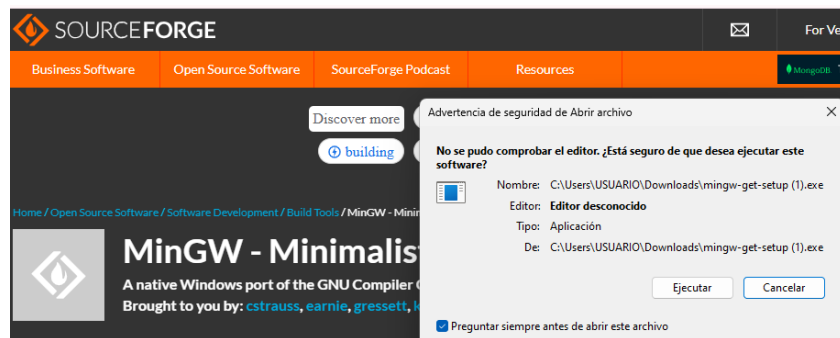 SOURCEFORGE
For Ve
Business Software
Open Source Software
SourceForge Podcast
Resources
MongoDB
Discover more
building
Home / Open Source Software / Software Development / Build Tools / MinGW - Minir
MinGW - Minimalis
A native Windows port of the GNU Compiler
Brought to you by: cstrauss, earnie, gressett,
Advertencia de seguridad de Abrir archivo
No se pudo comprobar el editor. ¿Está seguro de que desea ejecutar este
software?
Nombre: C:\Users\USUARIO\Downloads\mingw-get-setup (1).exe
Editor: Editor desconocido
Tipo: Aplicación
De: C:\Users\USUARIO\Downloads\mingw-get-setup (1).exe
Ejecutar
Cancelar
Preguntar siempre antes de abrir este archivo